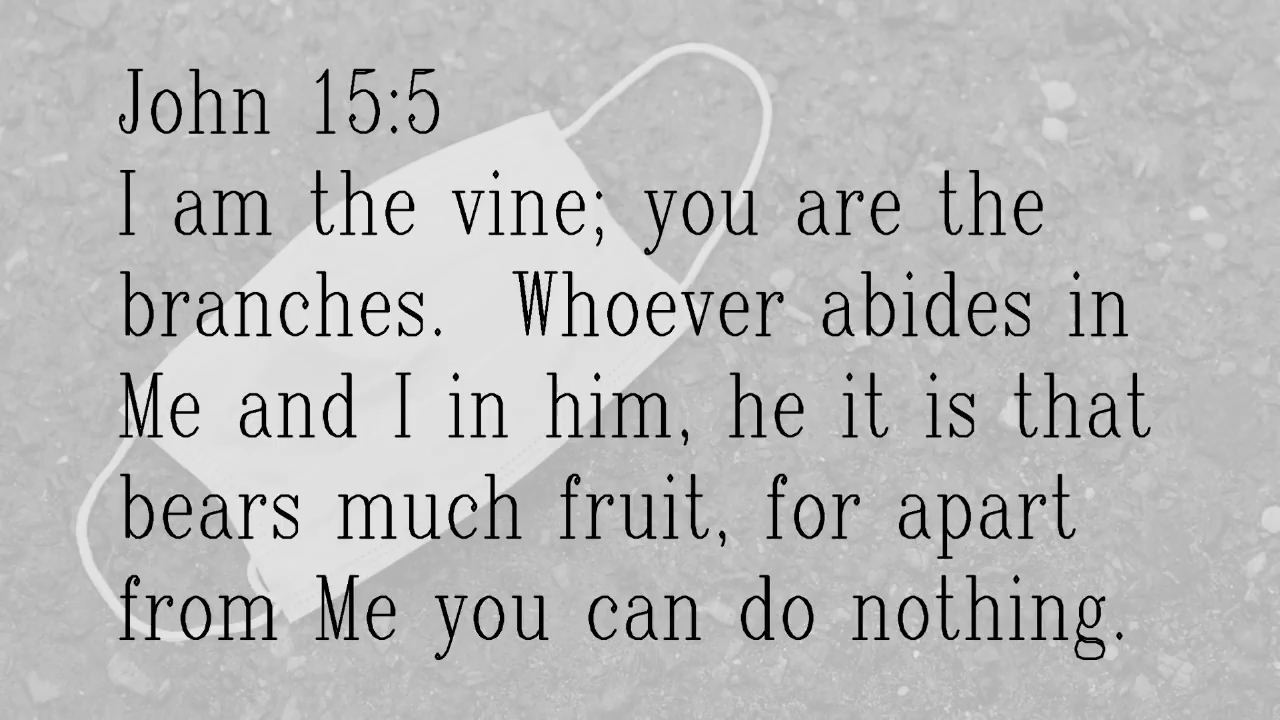 John 15:5
I am the vine; you are the
branches.  Whoever abides in
Me and I in him, he it is that
bears much fruit, for apart
from Me you can do nothing.